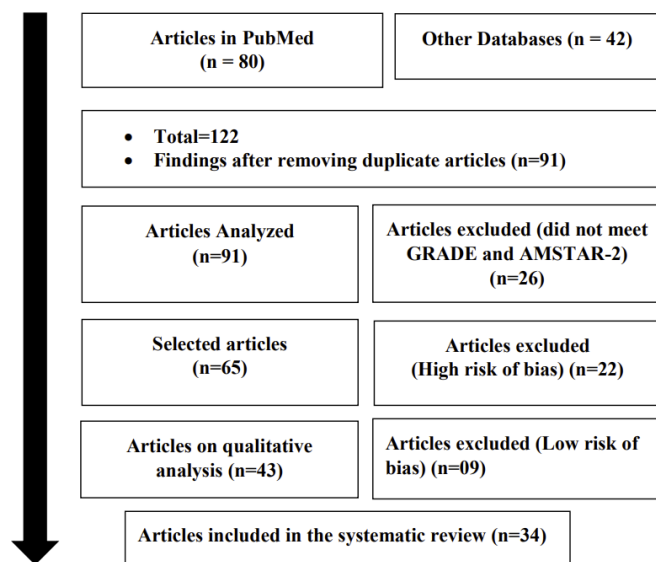 Articles in PubMed
(n = 80)
Other Databases (n = 42)
• Total=122
• Findings after removing duplicate articles (n=91)
Articles Analyzed
(n=91)
Articles excluded (did not meet
GRADE and AMSTAR-2)
(n=26)
Selected articles
(n=65)
Articles excluded
(High risk of bias) (n=22)
Articles on qualitative
analysis (n=43)
Articles excluded (Low risk of
bias) (n=09)
Articles included in the systematic review (n=34)